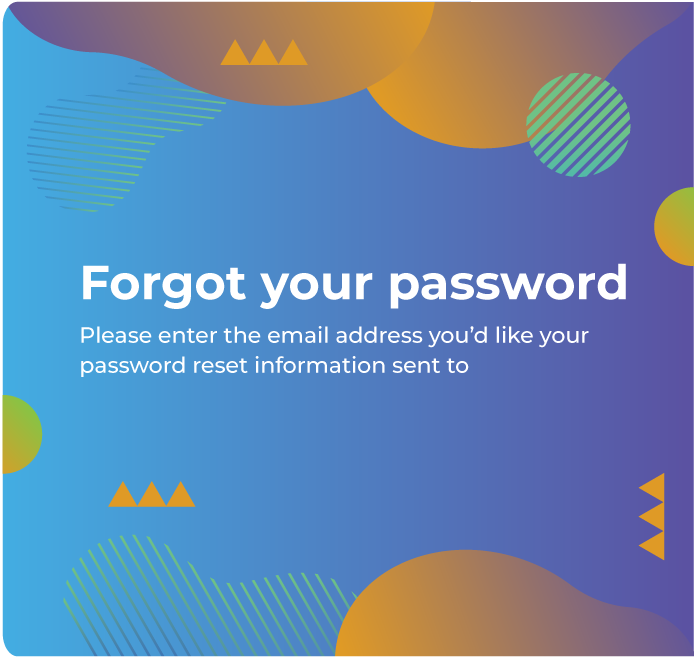 Forgot your password
Please enter the email address you’d like your
password reset information sent to